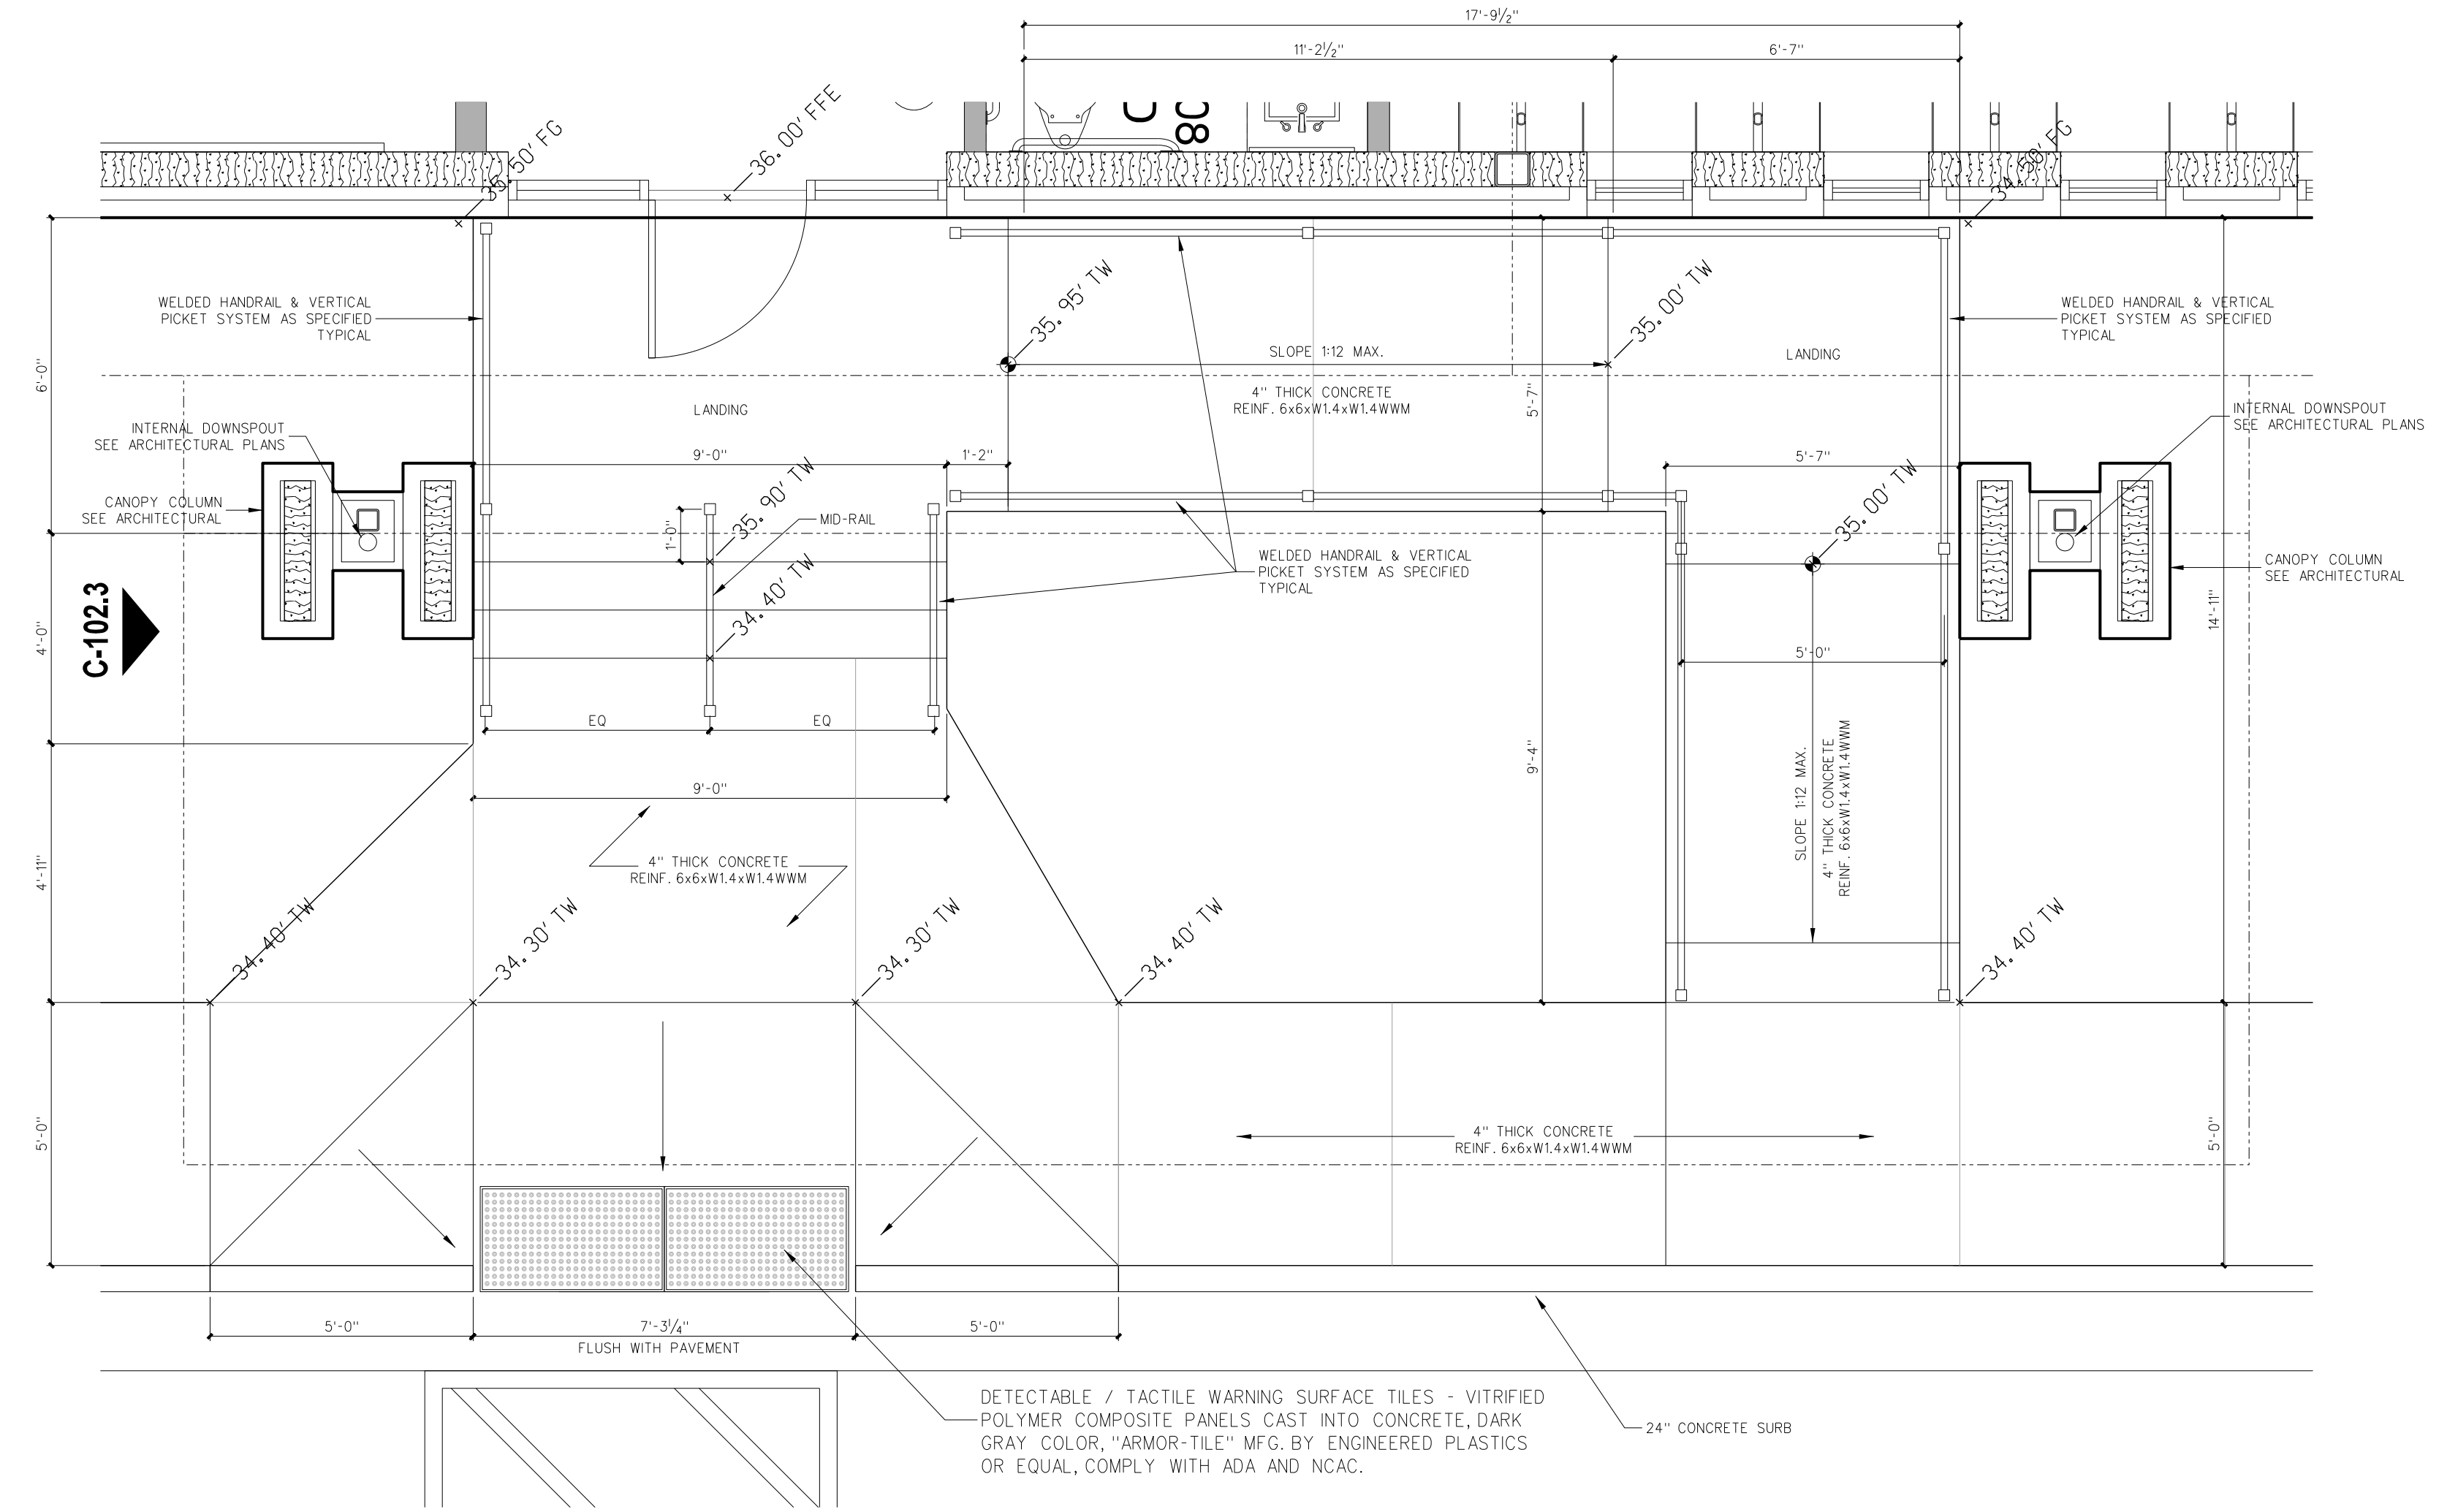 17'-9½"
11'-2½"
6'-7"
36.00' FFE
35.50' FG
34.50' FG
C
08
WELDED HANDRAIL & VERTICAL
PICKET SYSTEM AS SPECIFIED
TYPICAL
35.95' TW
35.00' TW
WELDED HANDRAIL & VERTICAL
PICKET SYSTEM AS SPECIFIED
TYPICAL
SLOPE 1:12 MAX.
LANDING
6'-0"
4" THICK CONCRETE
REINF. 6x6xW1.4xW1.4WWM
5'-7"
LANDING
INTERNAL DOWNSPOUT
SEE ARCHITECTURAL PLANS
INTERNAL DOWNSPOUT
SEE ARCHITECTURAL PLANS
9'-0"
1'-2"
5'-7"
35.90' TW
35.00' TW
CANOPY COLUMN
SEE ARCHITECTURAL
1'-0"
MID-RAIL
WELDED HANDRAIL & VERTICAL
PICKET SYSTEM AS SPECIFIED
TYPICAL
CANOPY COLUMN
SEE ARCHITECTURAL
34.40' TW
C-102.3
4'-0"
14'-11"
5'-0"
EQ
EQ
9'-4"
9'-0"
SLOPE 1:12 MAX.
4" THICK CONCRETE
REINF. 6x6xW1.4xW1.4WWM
4" THICK CONCRETE
REINF. 6x6xW1.4xW1.4WWM
4'-11"
34.40' TW
34.30' TW
34.30' TW
34.40' TW
34.40' TW
5'-0"
4" THICK CONCRETE
REINF. 6x6xW1.4xW1.4WWM
5'-0"
5'-0"
7'-3¼"
5'-0"
FLUSH WITH PAVEMENT
DETECTABLE / TACTILE WARNING SURFACE TILES - VITRIFIED
POLYMER COMPOSITE PANELS CAST INTO CONCRETE, DARK
GRAY COLOR, "ARMOR-TILE" MFG. BY ENGINEERED PLASTICS
OR EQUAL, COMPLY WITH ADA AND NCAC.
24" CONCRETE SURB